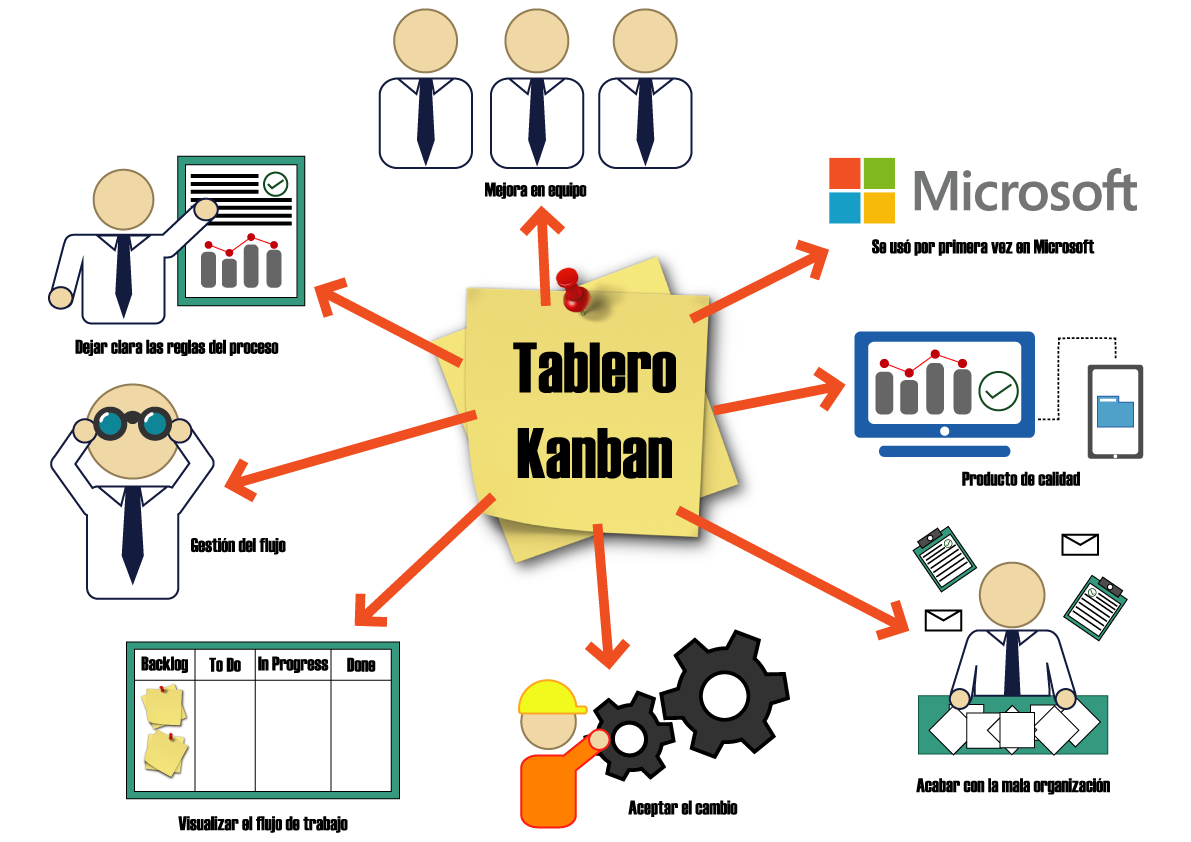 Mejora en equipo
Microsoft
Se usó por primera vez en Microsoft
Dejar clara las reglas del proceso
Tablero
Kanban
Producto de calidad
Gestión del flujo
Backlog To Do In Progress Done
Visualizar el flujo de trabajo
Aceptar el cambio
Acabar con la mala organización